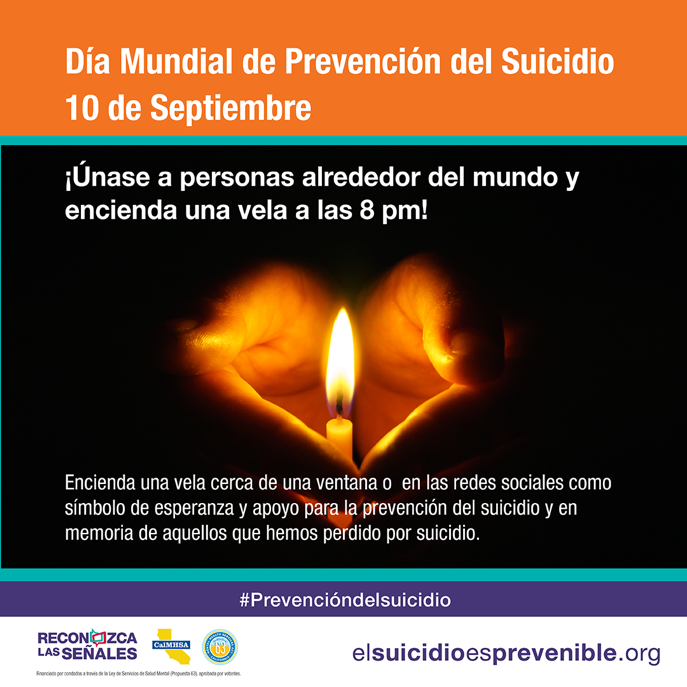 Día Mundial de Prevención del Suicidio
10 de Septiembre
¡Únase a personas alrededor del mundo y
encienda una vela a las 8 pm!
Encienda una vela cerca de una ventana o en las redes sociales como
símbolo de esperanza y apoyo para la prevención del suicidio y en
memoria de aquellos que hemos perdido por suicidio.
#Prevencióndelsuicidio
RECONOZCA
LAS SEÑALES
CalMHSA
63
elsuicidioesprevenible.org
Financiado por condados a través de la Ley de Servicios de Salud Mental (Propuesta 63), aprobada por votantes.